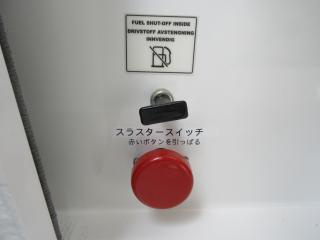 FUEL SHUT-OFF INSIDE
DRIVSTOFF AVSTENGNING
INNVENDIG
スラスタースイッチ
赤いボタンを引っぱる